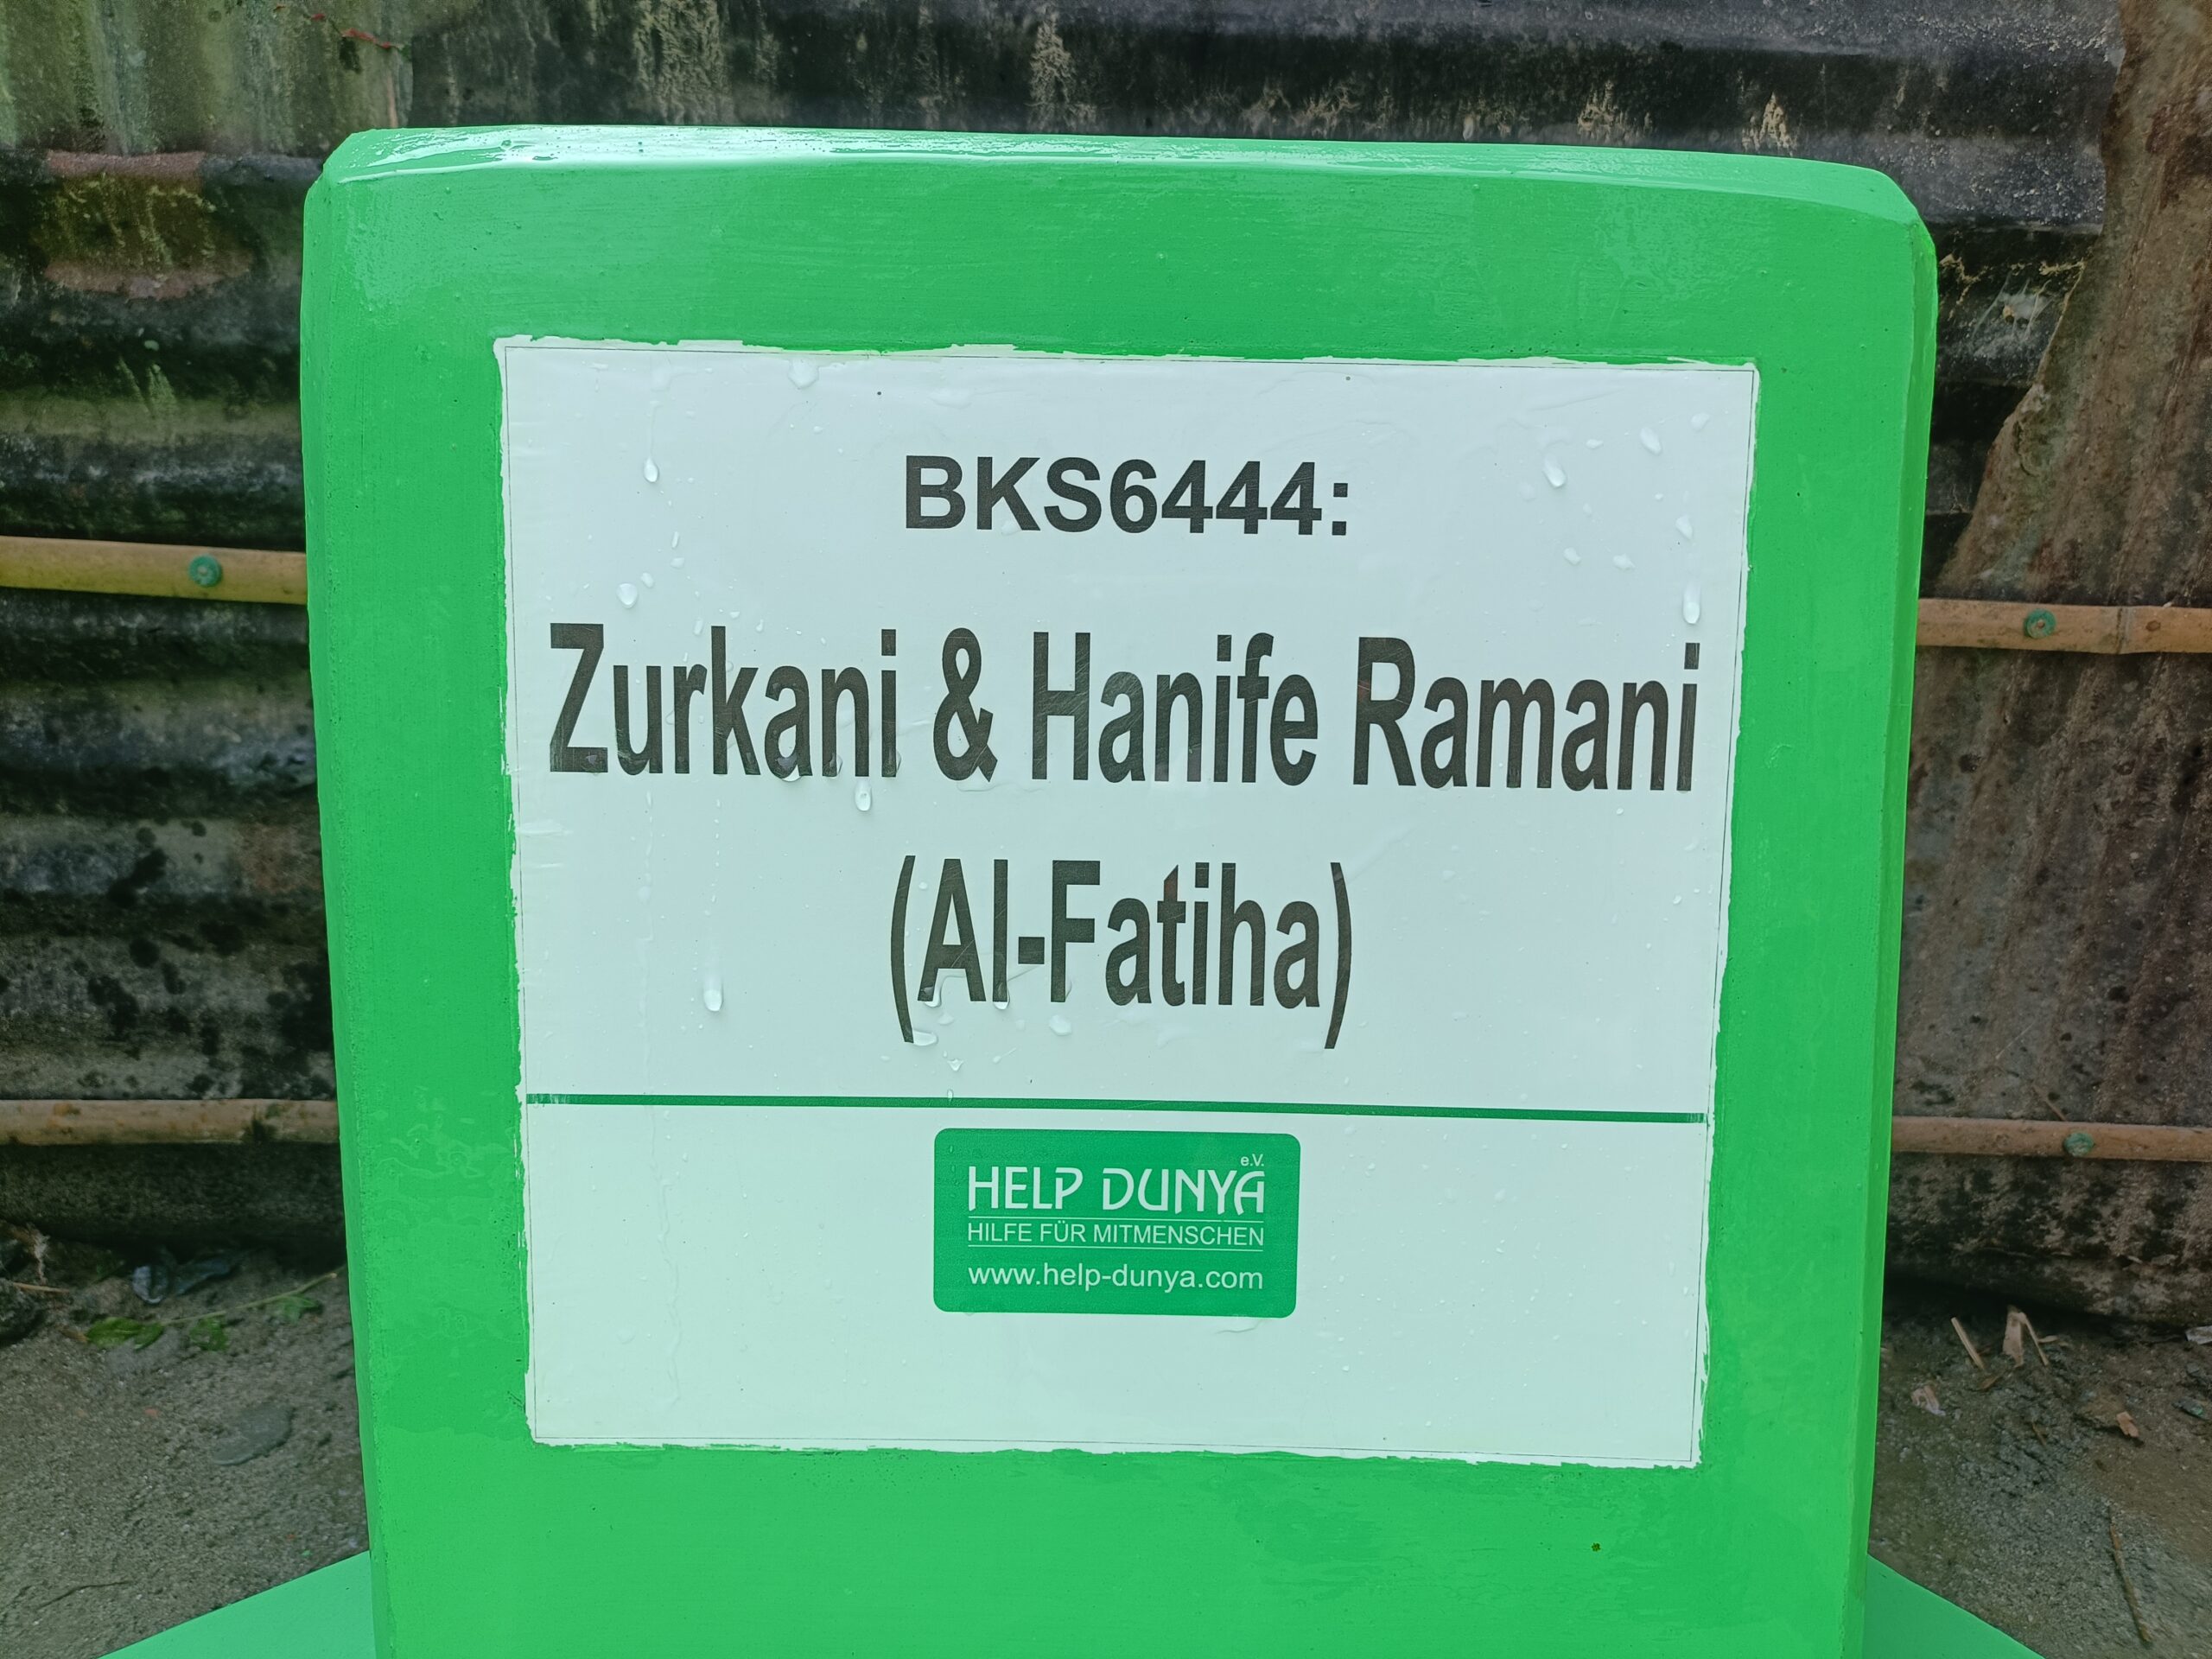 BKS6444:
Zurkani & Hanife Ramani
(Al-Fatiha)
HELP DUNYA e.V.
HILFE FÜR MITMENSCHEN
www.help-dunya.com